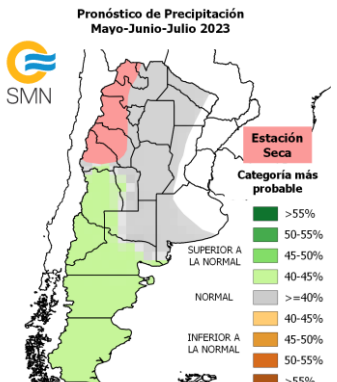 Pronóstico de Precipitación
Mayo-Junio-Julio 2023
SMN
Estación
Seca
Categoría más
probable
>55%
50-55%
SUPERIOR A
LA NORMAL
45-50%
40-45%
NORMAL
>=40%
40-45%
INFERIOR A
LA NORMAL
45-50%
50-55%
>55%